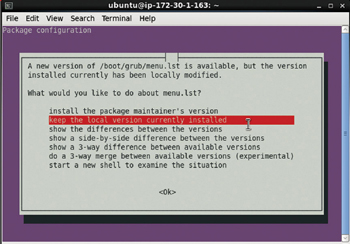 ubuntu@ip-172-30-1-163: ~
File Edit View Search Terminal Help
Package configuration
A new version of /boot/grub/menu.lst is available, but the version
installed currently has been locally modified.
What would you like to do about menu.lst?
install the package maintainer's version
keep the local version currently installed
show the differences between the versions
show a side-by-side difference between the versions
show a 3-way difference between available versions
do a 3-way merge between available versions (experimental)
start a new shell to examine the situation
<Ok>